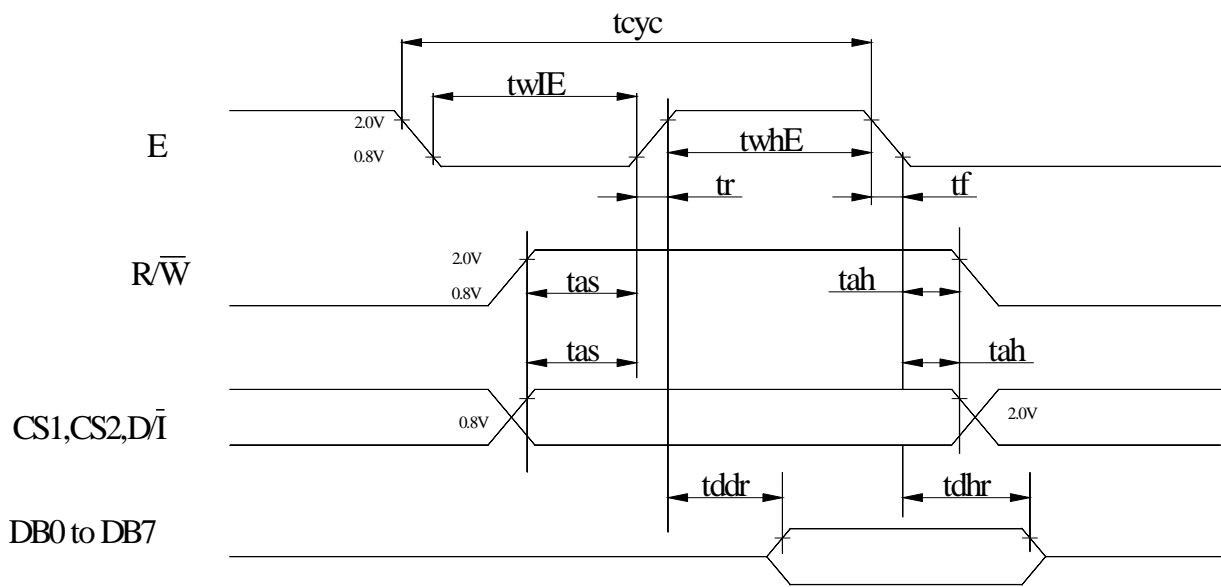 tcyc
twlE
2.0V
E
0.8V
twhE
tr
tf
R/W̅
2.0V
0.8V
tas
tah
tas
tah
CS1,CS2,D/I̅
0.8V
2.0V
tddr
tdhr
DB0 to DB7